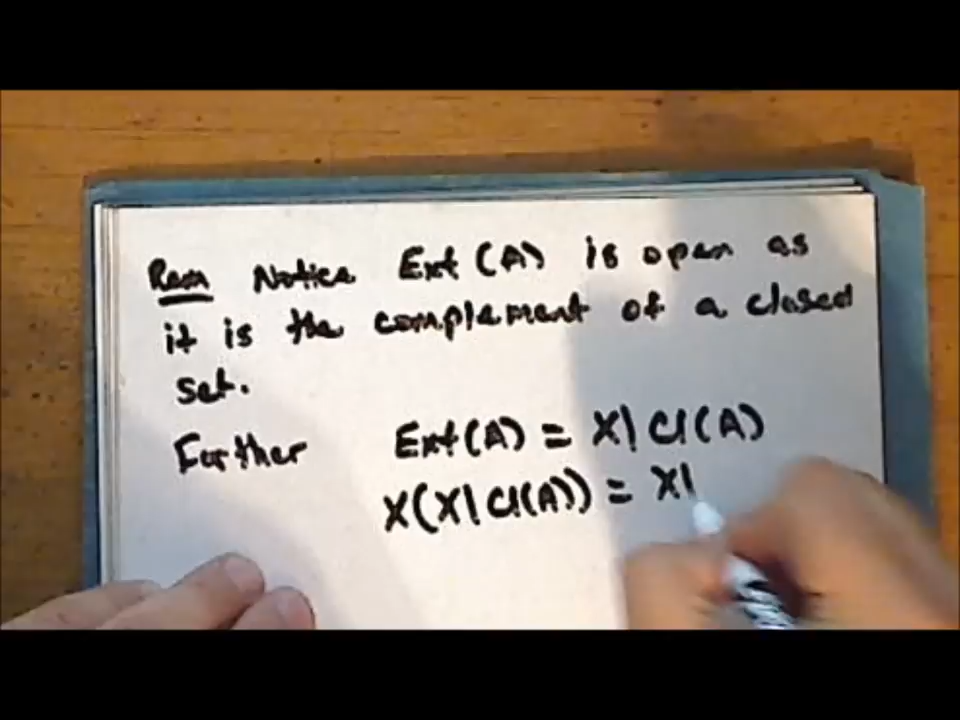 Rem Notice Ext (A) is open as
it is the complement of a closed
set.
Further Ext(A) = X| Cl(A)
X(X| Cl(A)) = X|